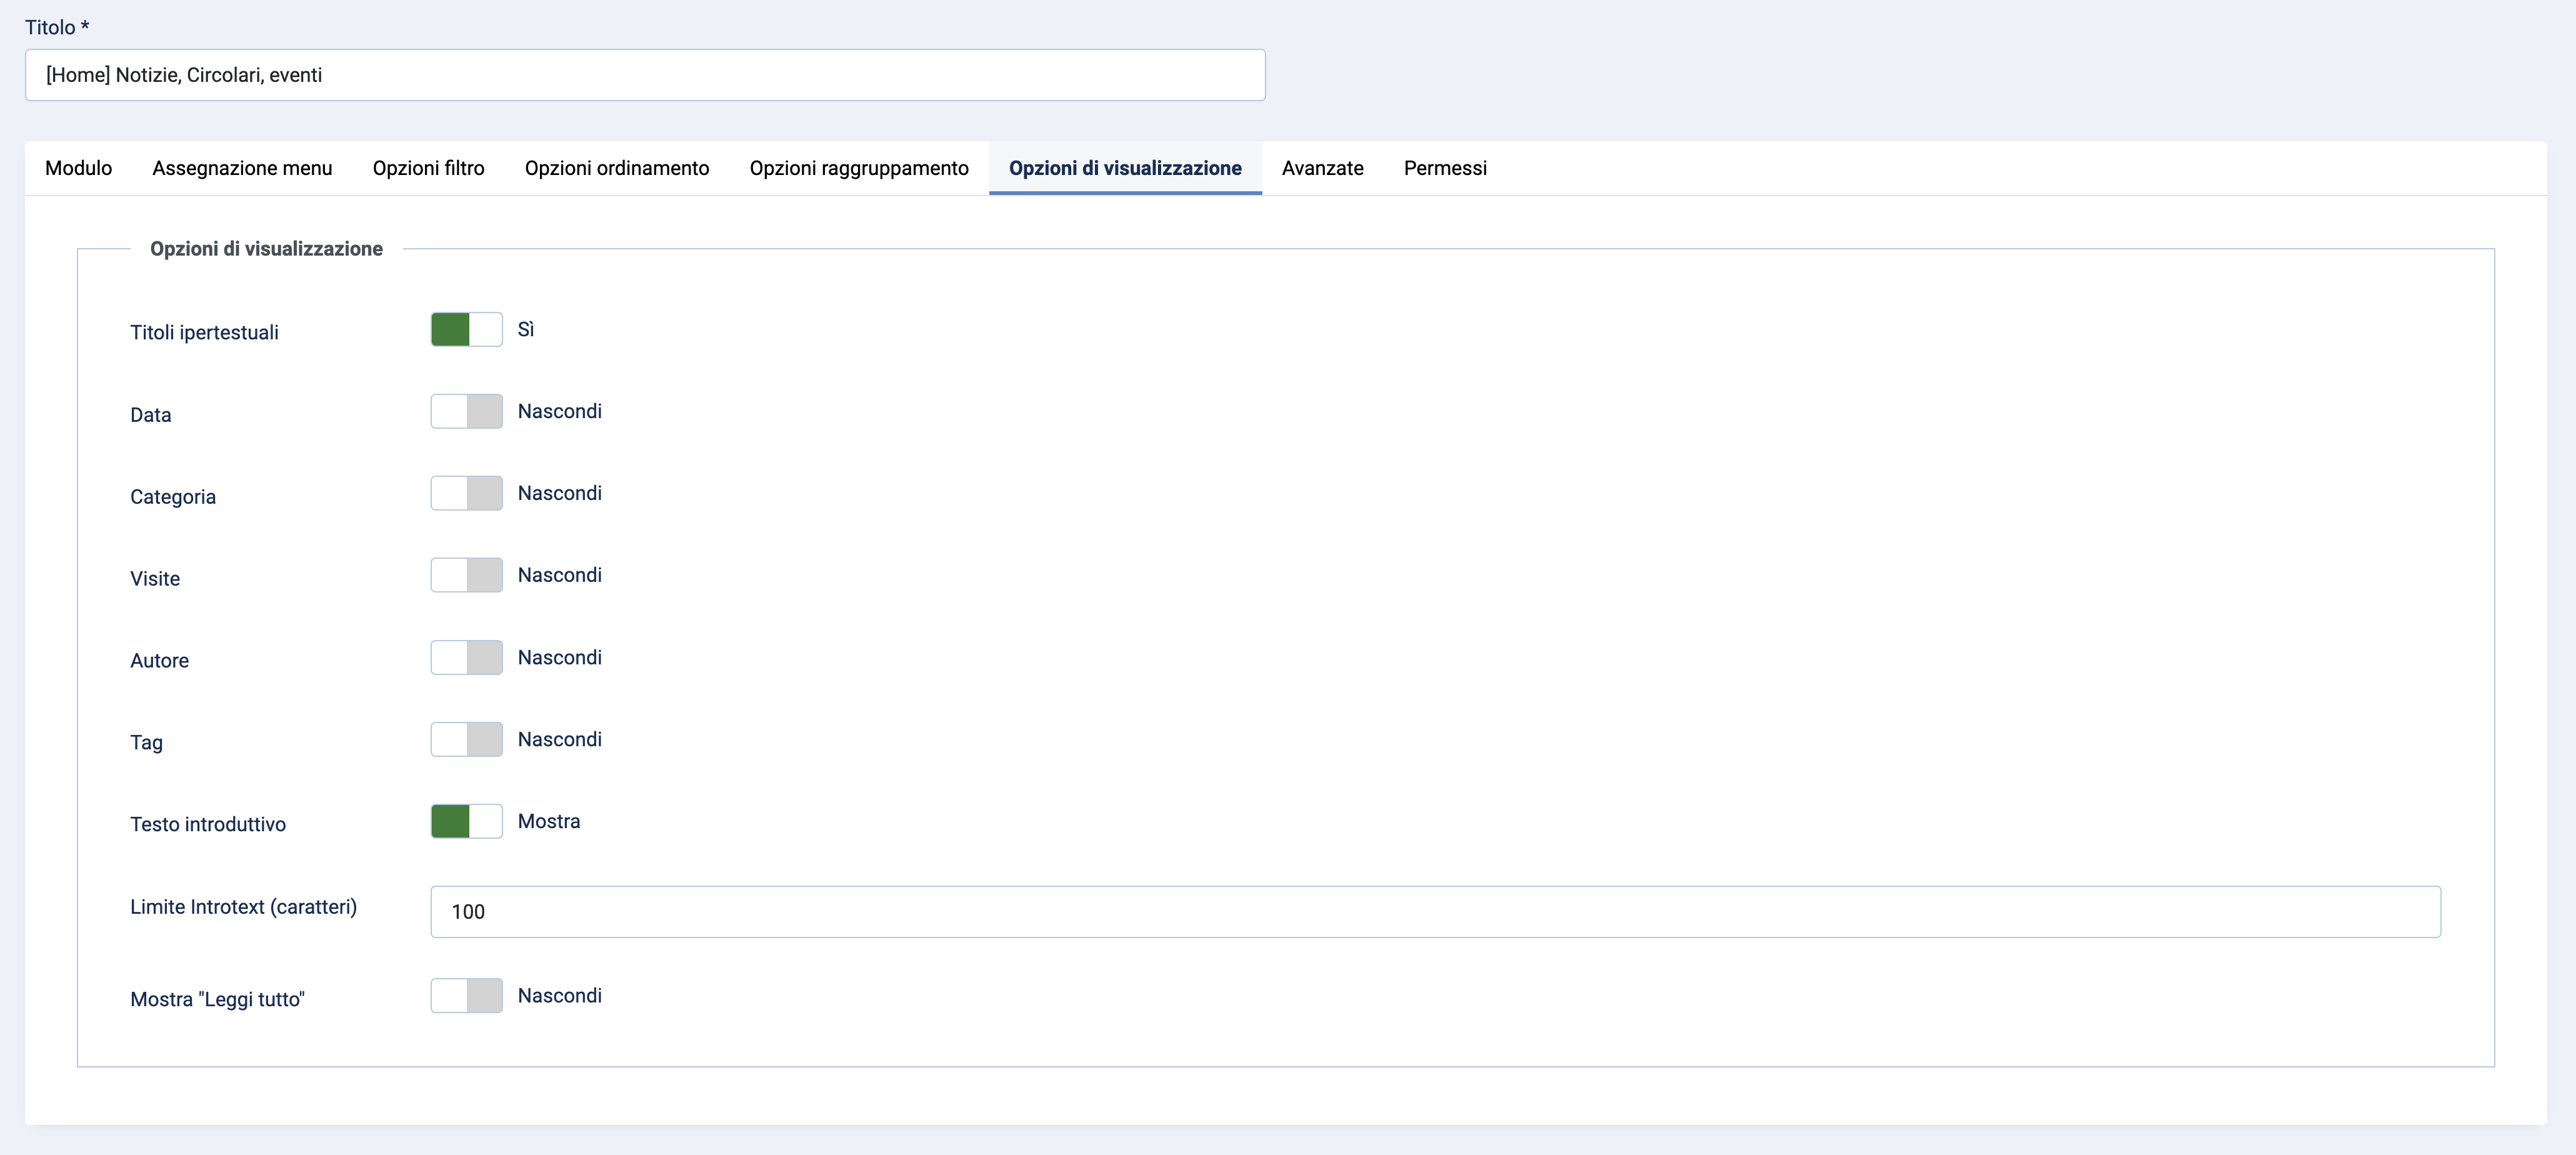 Titolo *
[Home] Notizie, Circolari, eventi
Modulo Assegnazione menu Opzioni filtro Opzioni ordinamento Opzioni raggruppamento Opzioni di visualizzazione Avanzate Permessi
Opzioni di visualizzazione
Titoli ipertestuali Sì
Data Nascondi
Categoria Nascondi
Visite Nascondi
Autore Nascondi
Tag Nascondi
Testo introduttivo Mostra
Limite Introtext (caratteri) 100
Mostra "Leggi tutto" Nascondi